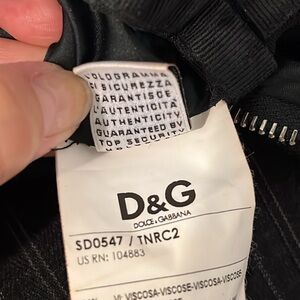 OLOGRAMMA
DI SICUREZZA
GARANTISCE
L'AUTENTICITÀ
AUTHENTICITY
GUARANTEED BY
TOP SECURITY
D&G
DOLCE & GABBANA
SD0547 / TNRC2
US RN: 104883
VI: VISCOSA-VISCOSE-VISCOSA-VISCOSE